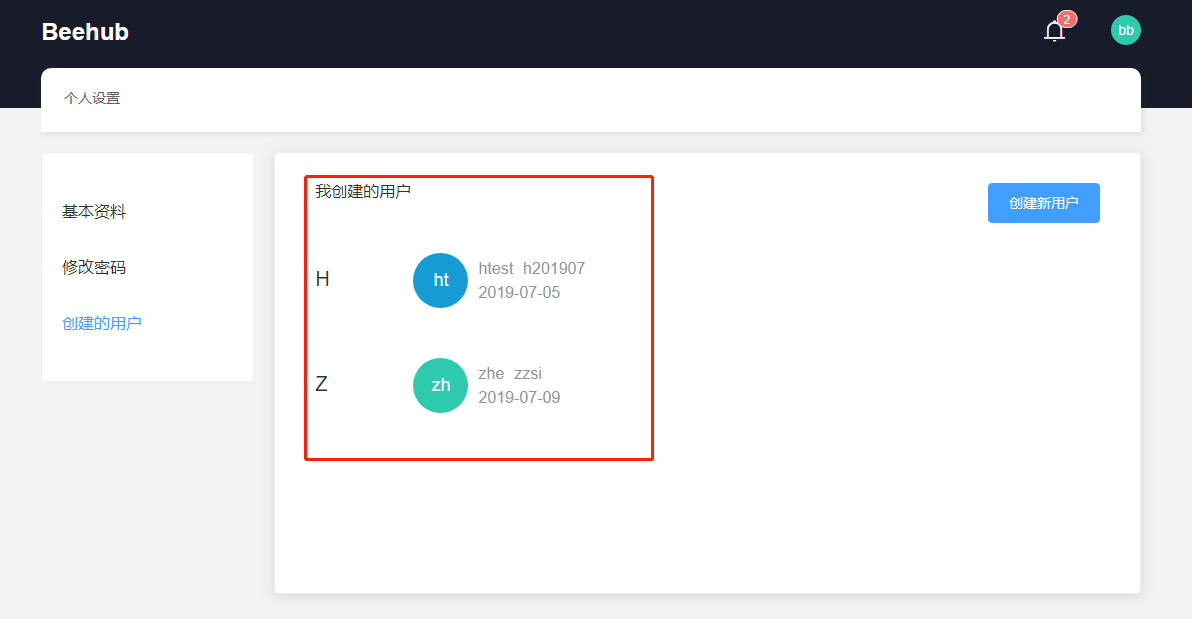 Beehub
2
bb
个人设置
基本资料
修改密码
创建的用户
我创建的用户
创建新用户
H
ht
htest h201907
2019-07-05
Z
zh
zhe zzsi
2019-07-09